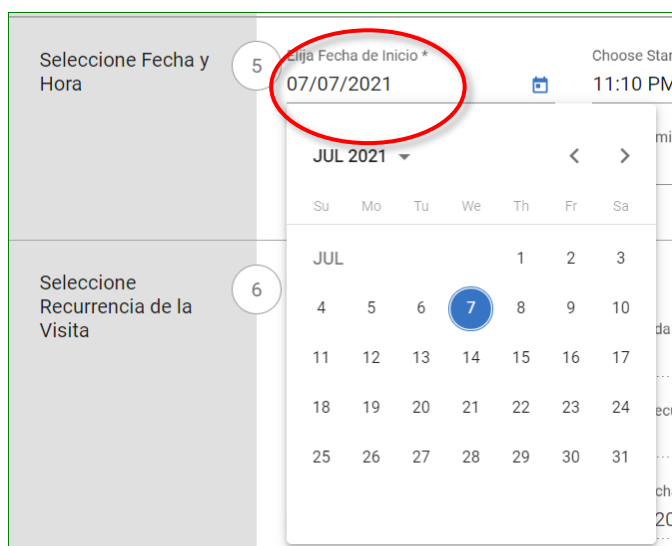 Seleccione Fecha y
Hora
5
Elija Fecha de Inicio *
07/07/2021
11:10 PM
Choose
JUL 2021
Su Mo Tu We Th Fr Sa
JUL 1 2 3
4 5 6 7 8 9 10
11 12 13 14 15 16 17
18 19 20 21 22 23 24
25 26 27 28 29 30 31
Seleccione
Recurrencia de la
Visita
6